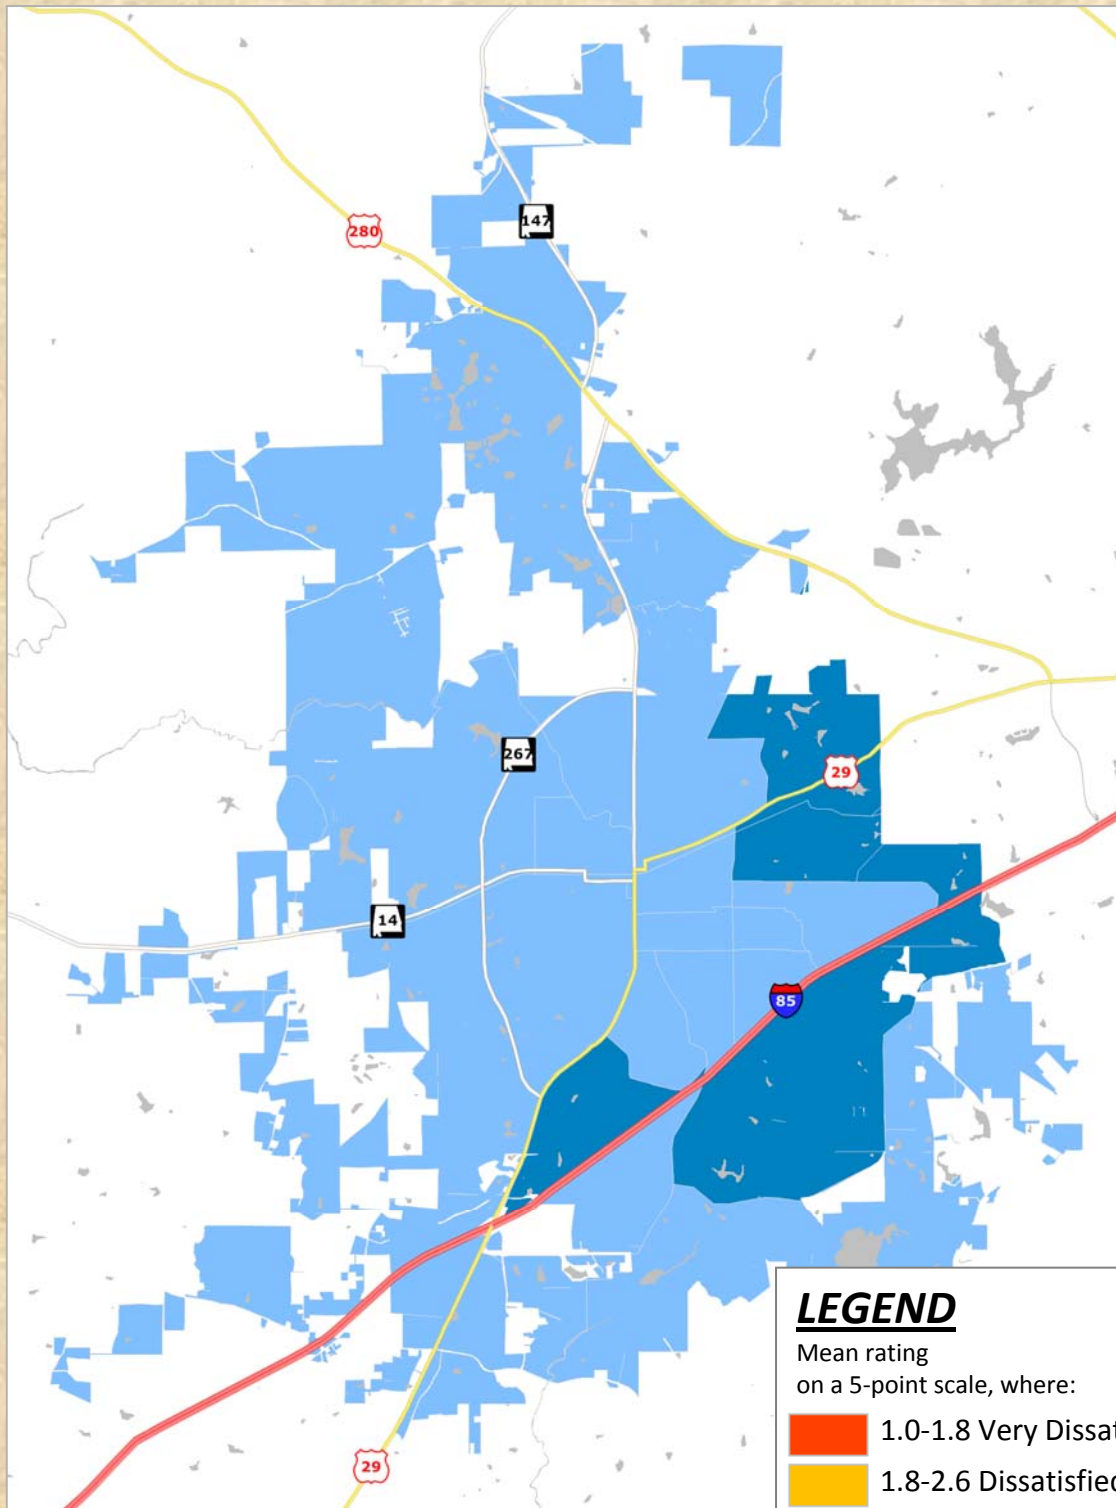 147
280
267
29
14
85
LEGEND
Mean rating
on a 5-point scale, where:
1.0-1.8 Very Dissat
1.8-2.6 Dissatisfied
29